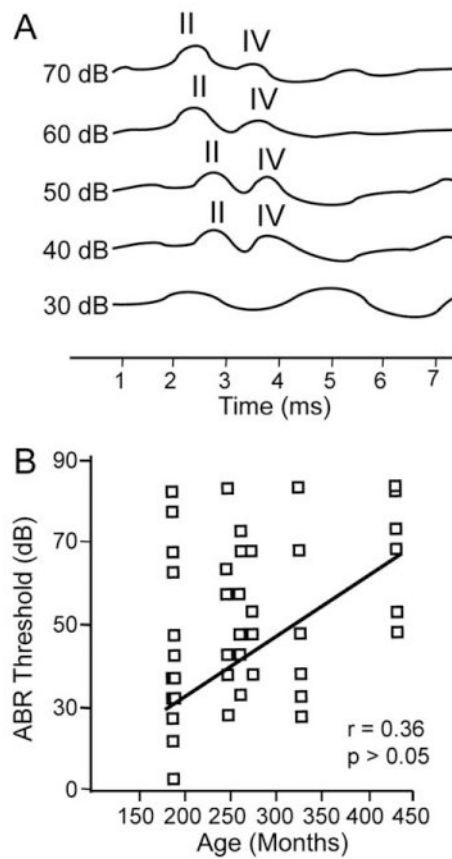 A
II
IV
70 dB
II
IV
60 dB
II
IV
50 dB
II
IV
40 dB
30 dB
1 2 3 4 5 6 7
Time (ms)
B
90
70
50
30
0
ABR Threshold (dB)
r = 0.36
p > 0.05
150 200 250 300 350 400 450
Age (Months)